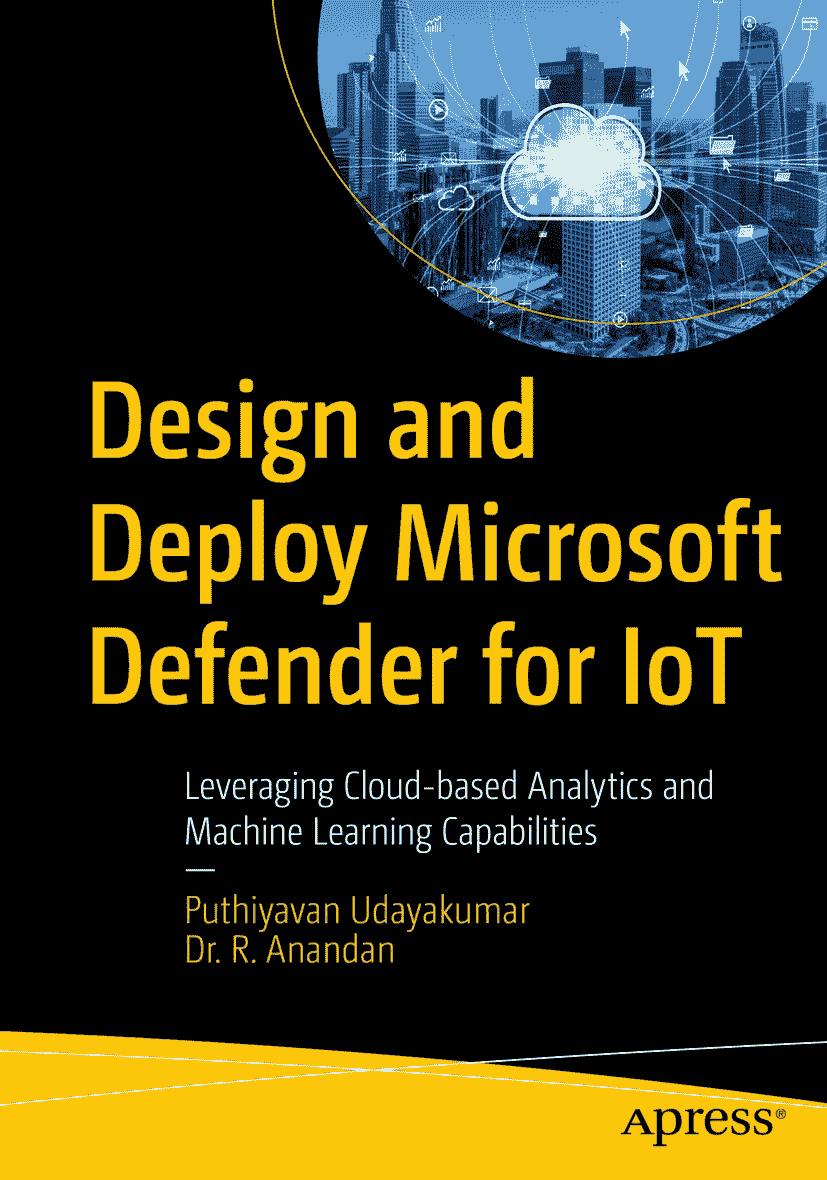 Design and
Deploy Microsoft
Defender for IoT
Leveraging Cloud-based Analytics and
Machine Learning Capabilities
Puthiyavan Udayakumar
Dr. R. Anandan
Apress®